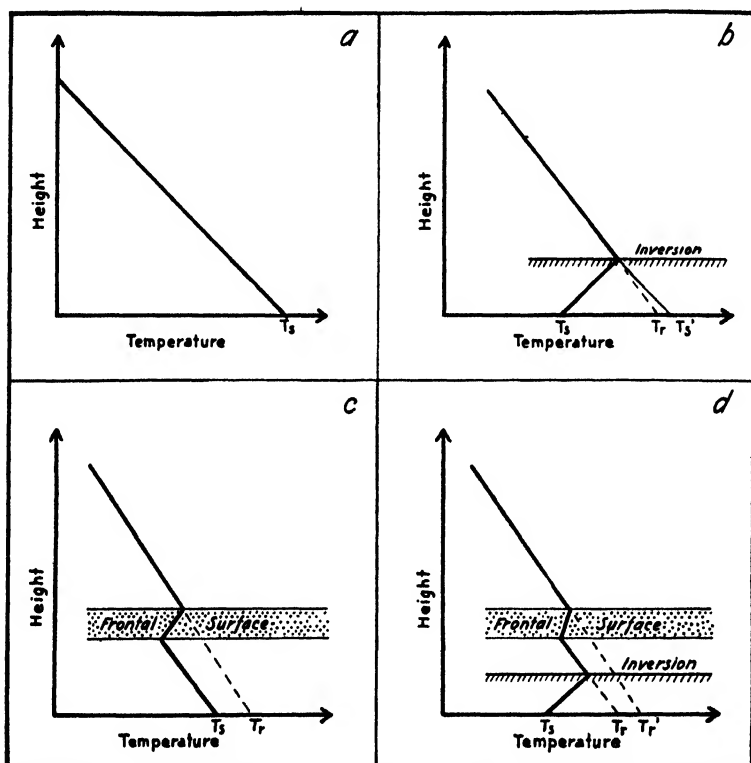 a
Height
Ts
Temperature
b
Height
Inversion
Ts Tr Ts'
Temperature
c
Height
Frontal Surface
Ts Tr
Temperature
d
Height
Frontal Surface
Inversion
Ts Tr Tr'
Temperature